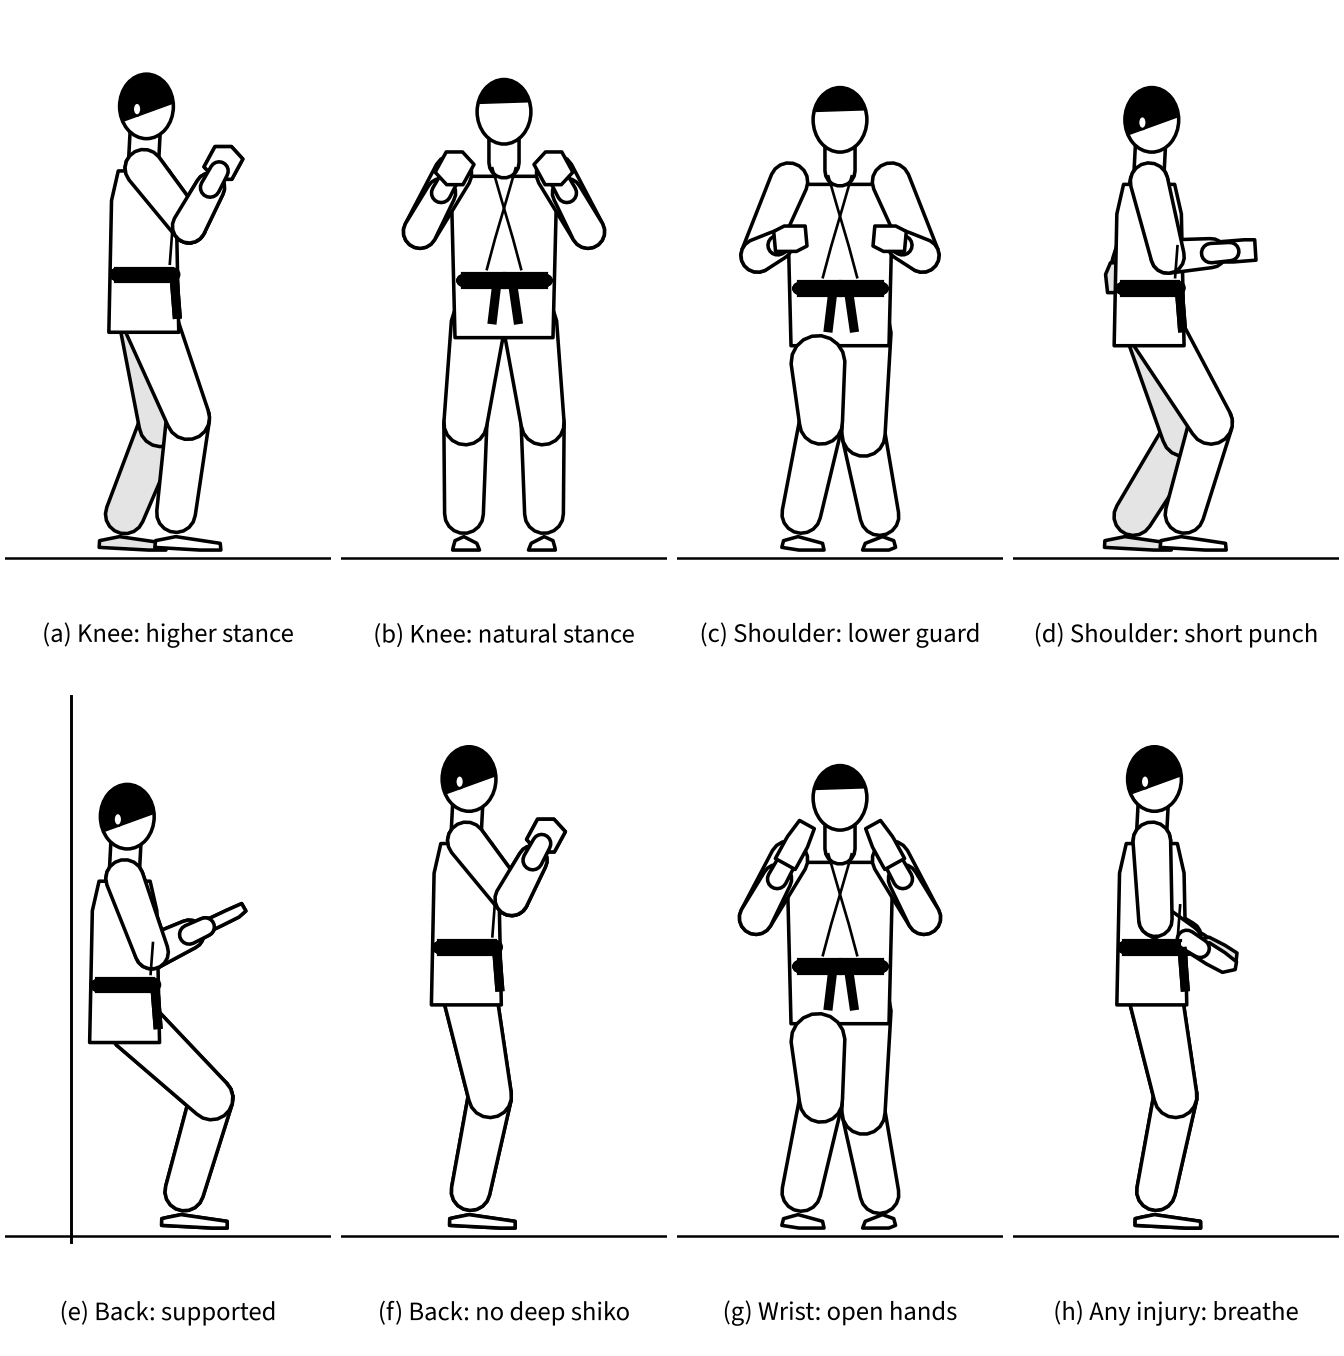 (a) Knee: higher stance
(b) Knee: natural stance
(c) Shoulder: lower guard
(d) Shoulder: short punch
(e) Back: supported
(f) Back: no deep shiko
(g) Wrist: open hands
(h) Any injury: breathe